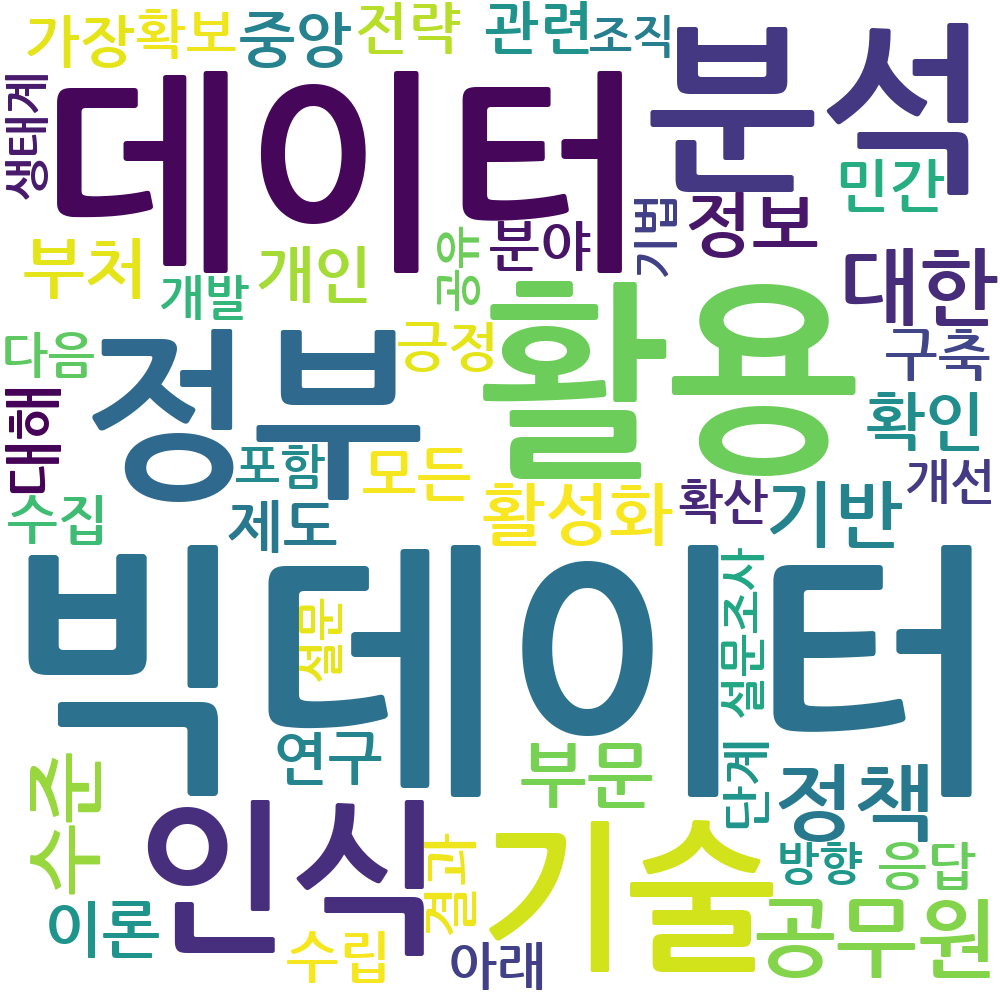 가장
확보
중앙
전략
관련
조직
생태계
데이터
분석
민간
기법
정보
부처
개발
개인
공유
분야
대한
다음
정부
긍정
활용
구축
대해
포함
모든
확인
수집
제도
활성화
확산
기반
개선
빅데이터
설문
설문조사
수준
연구
부문
단계
정책
인식
결과
기술
방향
응답
이론
수립
아래
공무원